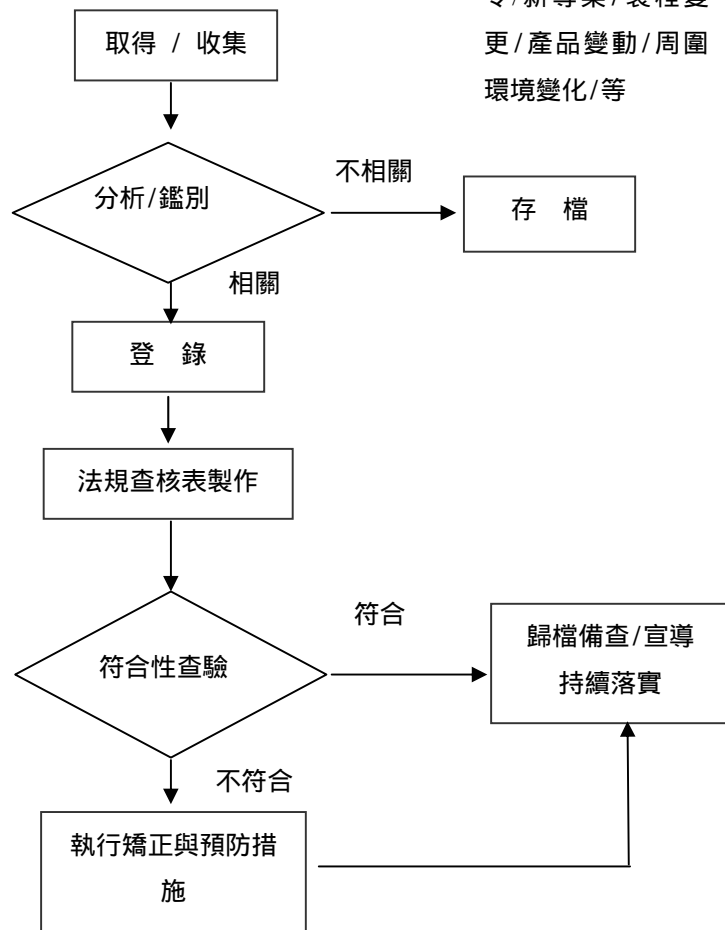 更/產品變動/周圍
環境變化/等
取得 / 收集
分析/鑑別
不相關
存 檔
相關
登 錄
法規查核表製作
符合性查驗
符合
歸檔備查/宣導
持續落實
不符合
執行矯正與預防措
施